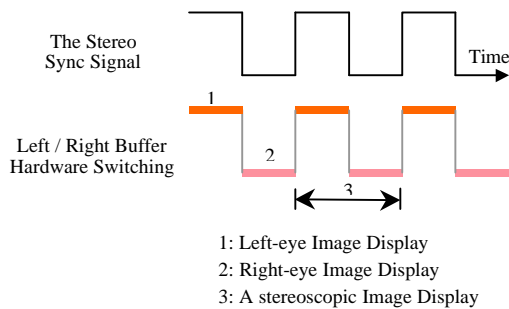 The Stereo
Sync Signal
Time
1
Left / Right Buffer
Hardware Switching
2
3
1: Left-eye Image Display
2: Right-eye Image Display
3: A stereoscopic Image Display